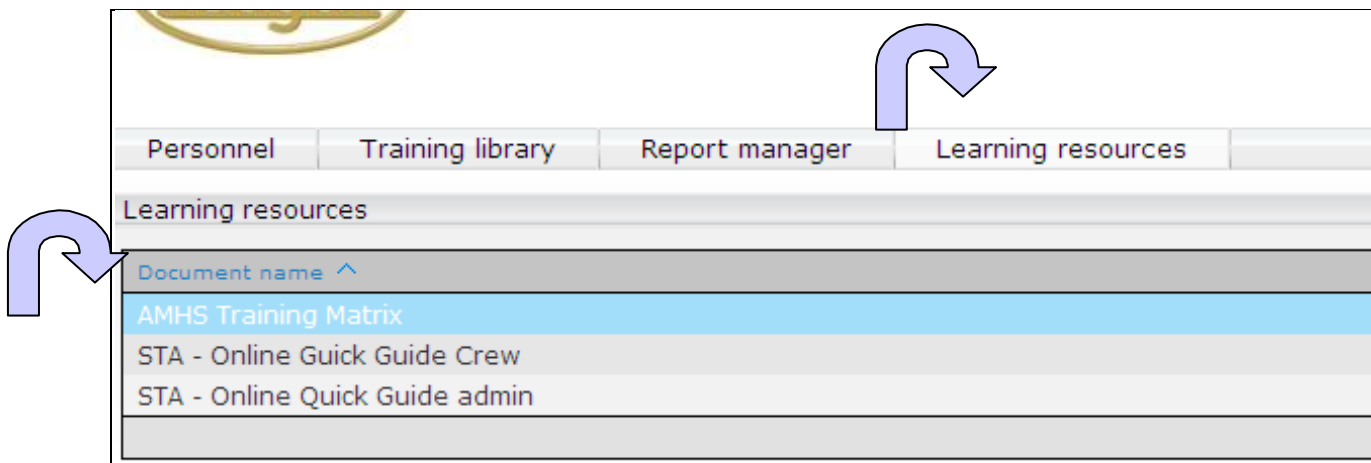 Personnel Training library Report manager Learning resources
Learning resources
Document name
AMHS Training Matrix
STA - Online Guick Guide Crew
STA - Online Quick Guide admin